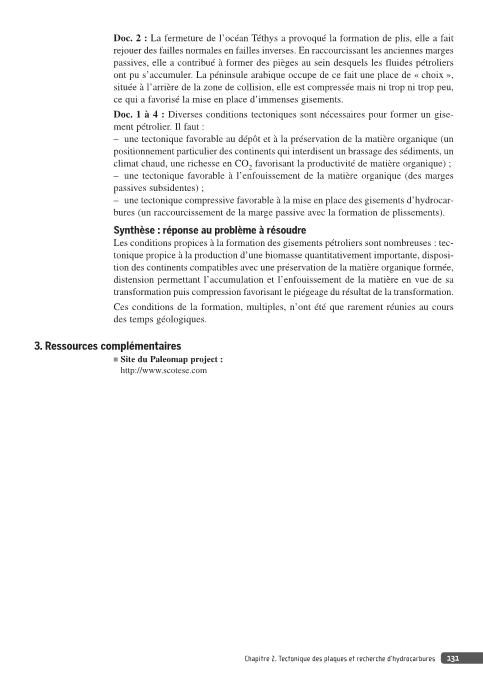 Doc. 2 : La fermeture de l'océan Téthys a provoqué la formation de plis, elle a fait
rejouer des failles normales en failles inverses. En raccourcissant les anciennes marges
passives, elle a contribué à former des pièges au sein desquels les fluides pétroliers
ont pu s'accumuler. La péninsule arabique occupe de ce fait une place de « choix »,
située à l'arrière de la zone de collision, elle est compressée mais ni trop ni trop peu,
ce qui a favorisé la mise en place d'immenses gisements.
Doc. 1 à 4 : Diverses conditions tectoniques sont nécessaires pour former un gise-
ment pétrolier. Il faut :
– une tectonique favorable au dépôt et à la préservation de la matière organique (un
positionnement particulier des continents qui interdisent un brassage des sédiments, un
climat chaud, une richesse en CO2 favorisant la productivité de matière organique) ;
– une tectonique favorable à l'enfouissement de la matière organique (des marges
passives subsidentes) ;
– une tectonique compressive favorable à la mise en place des gisements d'hydrocar-
bures (un raccourcissement de la marge passive avec la formation de plissements).
Synthèse : réponse au problème à résoudre
Les conditions propices à la formation des gisements pétroliers sont nombreuses : tec-
tonique propice à la production d'une biomasse quantitativement importante, disposi-
tion des continents compatibles avec une préservation de la matière organique formée,
distension permettant l'accumulation et l'enfouissement de la matière en vue de sa
transformation puis compression favorisant le piégeage du résultat de la transformation.
Ces conditions de la formation, multiples, n'ont été que rarement réunies au cours
des temps géologiques.
3. Ressources complémentaires
■ Site du Paleomap project :
http://www.scotese.com
Chapitre 2. Tectonique des plaques et recherche d'hydrocarbures 131